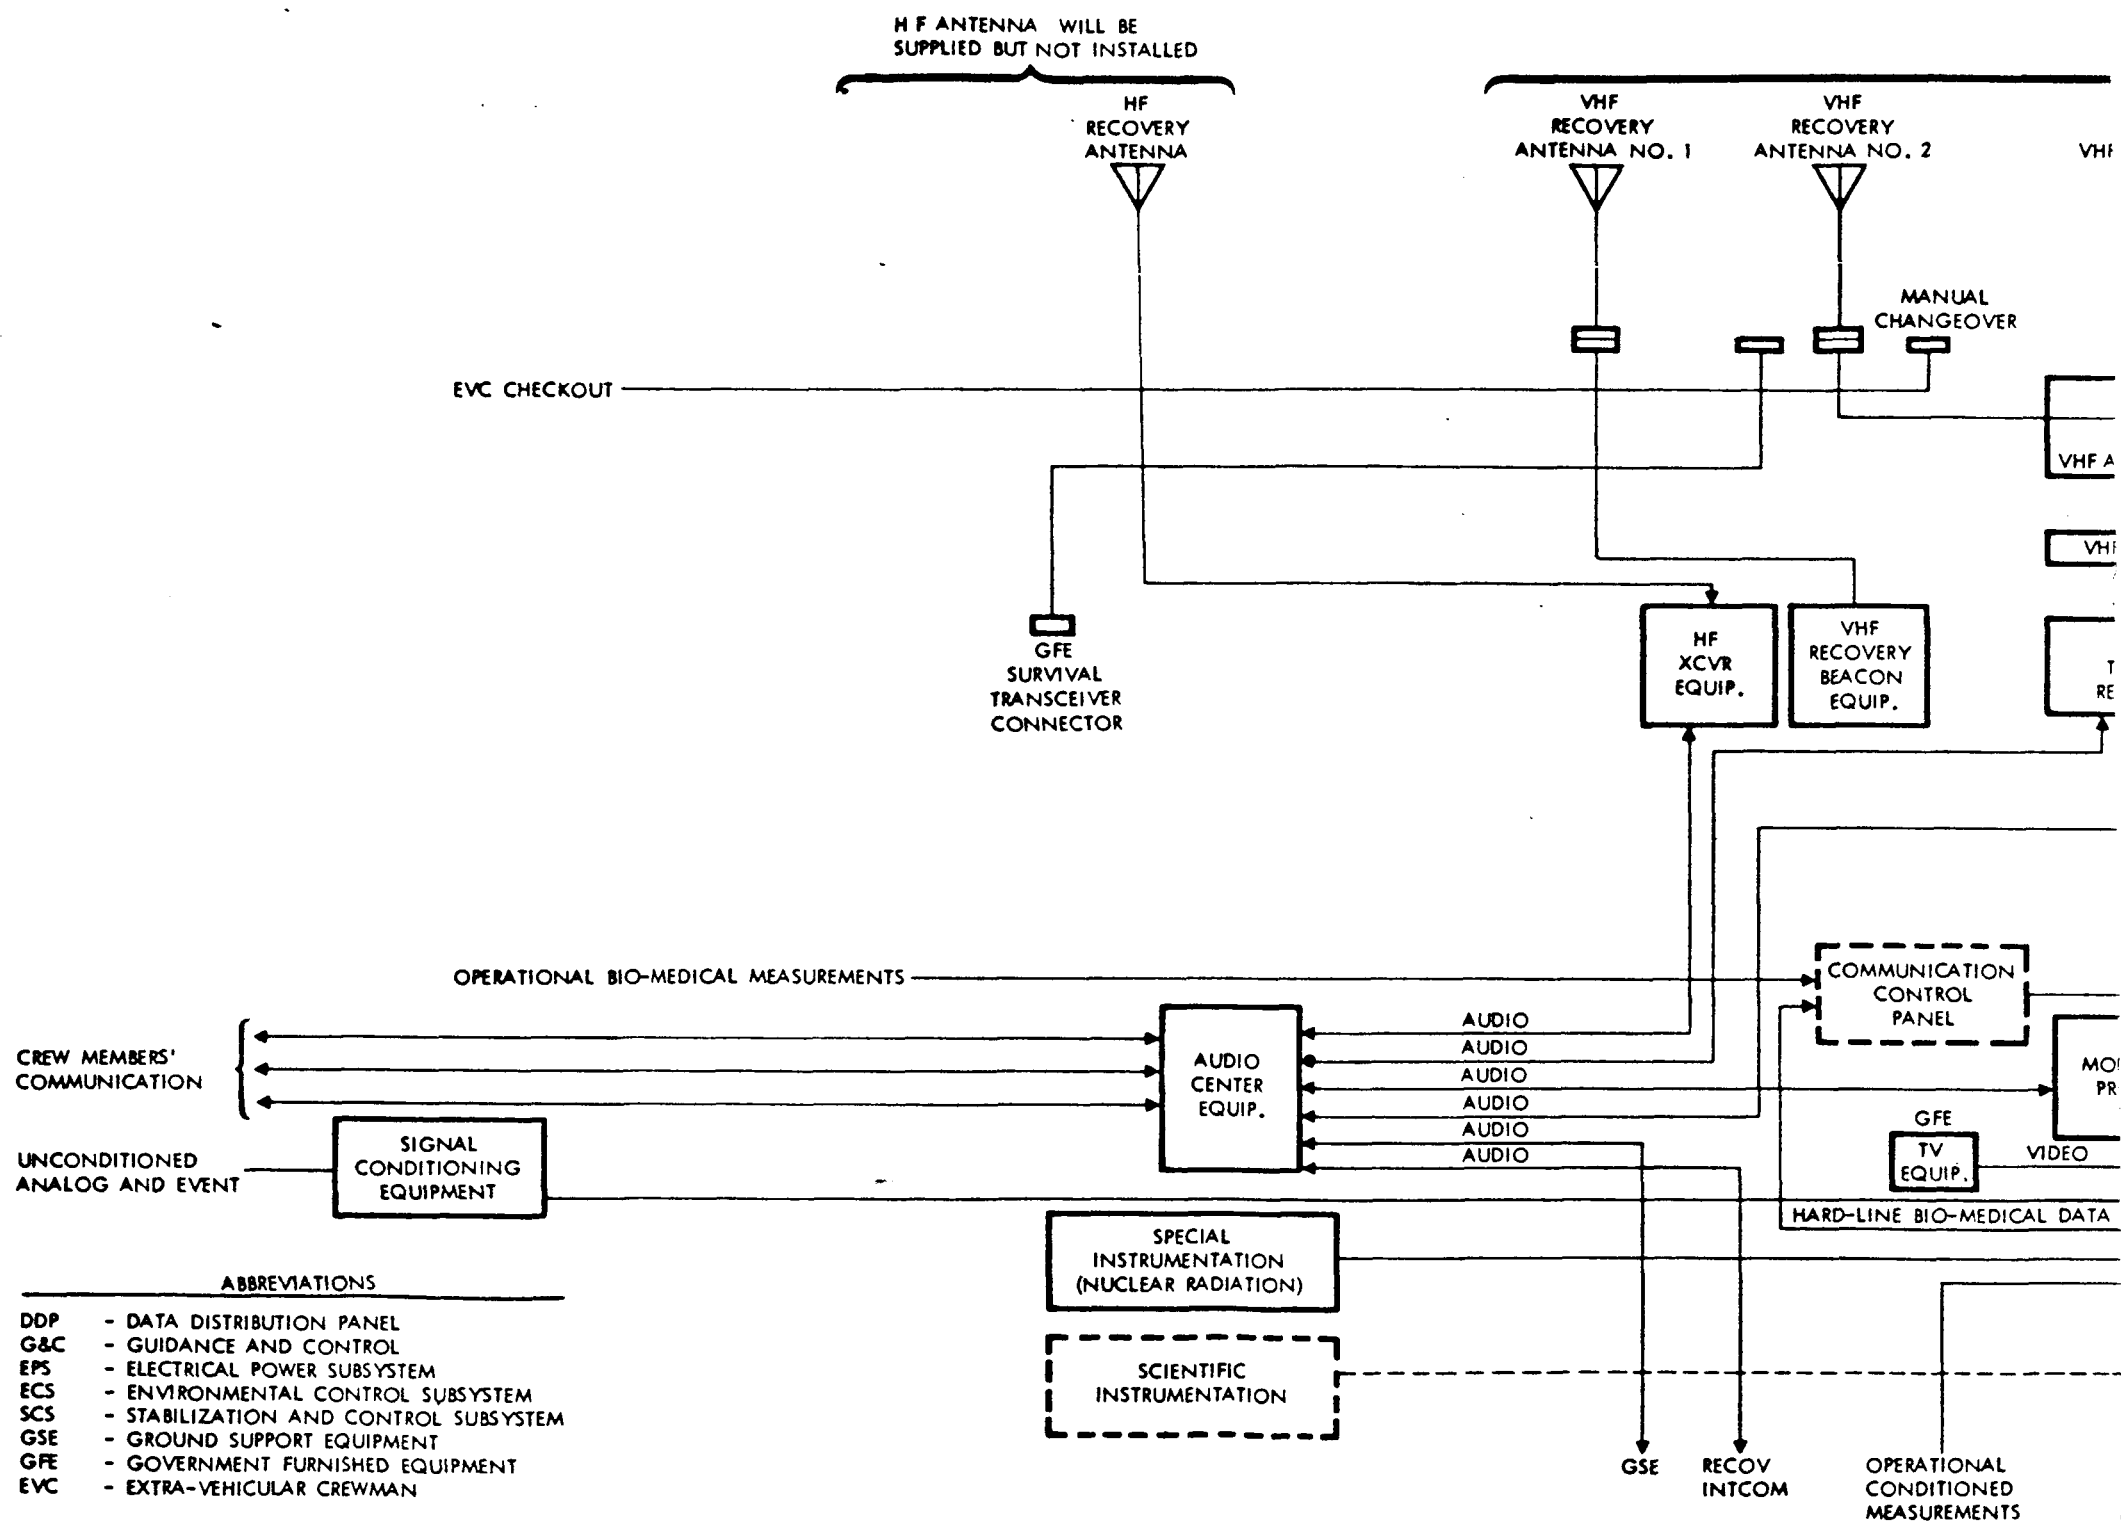 H F ANTENNA WILL BE
SUPPLIED BUT NOT INSTALLED
HF
RECOVERY
ANTENNA
VHF
RECOVERY
ANTENNA NO. 1
VHF
RECOVERY
ANTENNA NO. 2
MANUAL
CHANGEOVER
EVC CHECKOUT
VHF A
GFE
SURVIVAL
TRANSCEIVER
CONNECTOR
HF
XCVR
EQUIP.
VHF
RECOVERY
BEACON
EQUIP.
T
RE
OPERATIONAL BIO-MEDICAL MEASUREMENTS
COMMUNICATION
CONTROL
PANEL
CREW MEMBERS'
COMMUNICATION
AUDIO
CENTER
EQUIP.
AUDIO
AUDIO
AUDIO
AUDIO
AUDIO
AUDIO
PR
GFE
TV
EQUIP.
VIDEO
UNCONDITIONED
ANALOG AND EVENT
SIGNAL
CONDITIONING
EQUIPMENT
HARD-LINE BIO-MEDICAL DATA
SPECIAL
INSTRUMENTATION
(NUCLEAR RADIATION)
SCIENTIFIC
INSTRUMENTATION
ABBREVIATIONS
DDP - DATA DISTRIBUTION PANEL
G&C - GUIDANCE AND CONTROL
EPS - ELECTRICAL POWER SUBSYSTEM
ECS - ENVIRONMENTAL CONTROL SUBSYSTEM
SCS - STABILIZATION AND CONTROL SUBSYSTEM
GSE - GROUND SUPPORT EQUIPMENT
GFE - GOVERNMENT FURNISHED EQUIPMENT
EVC - EXTRA-VEHICULAR CREWMAN
GSE
RECOV
INTCOM
OPERATIONAL
CONDITIONED
MEASUREMENTS